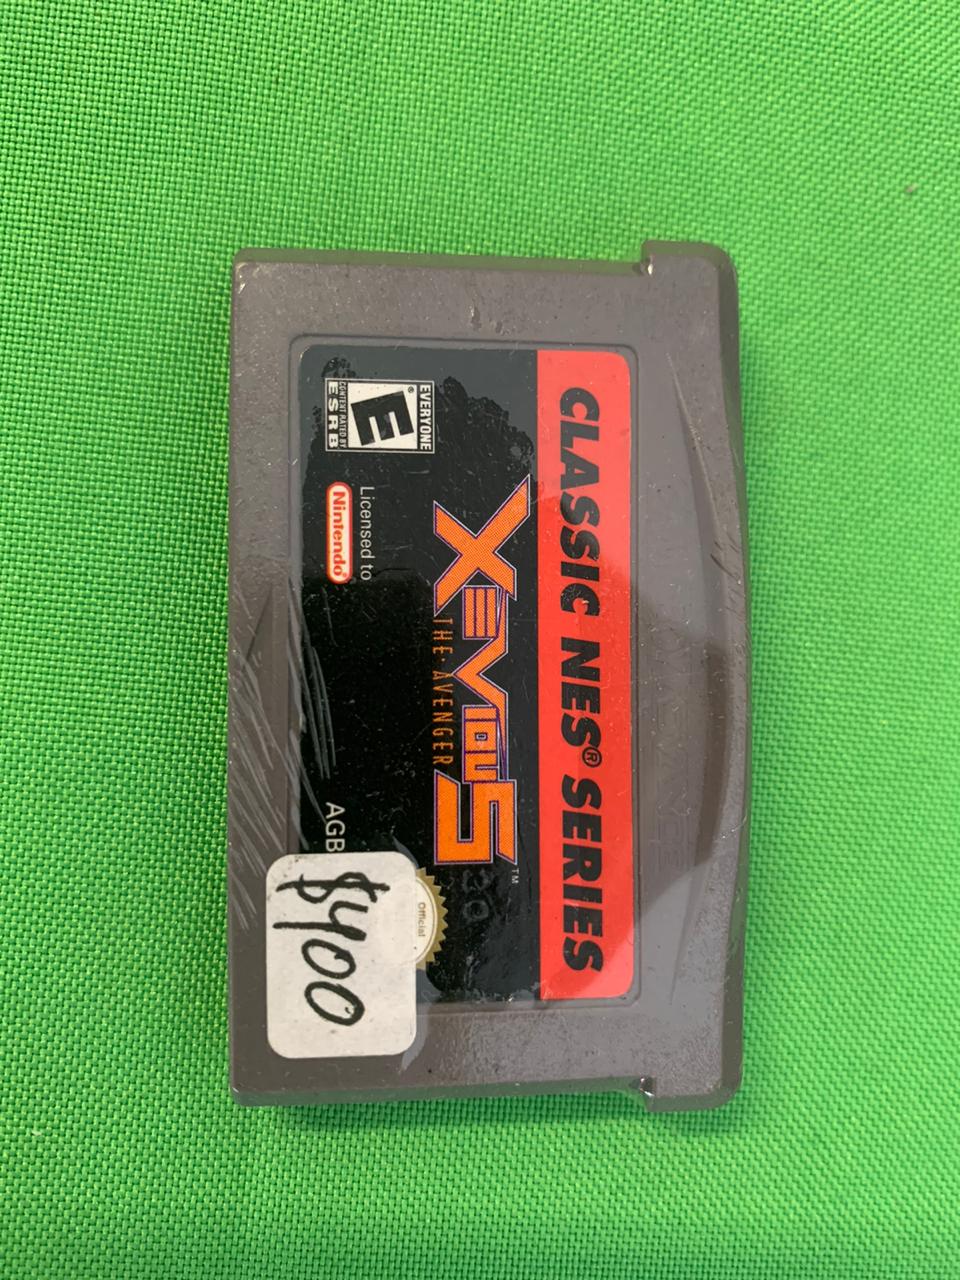 CLASSIC NES® SERIES
XEVIOUS™
THE AVENGER
EVERYONE
E®
CONTENT RATED BY
ESRB
Licensed to
Nintendo®
AGB
Official
$400